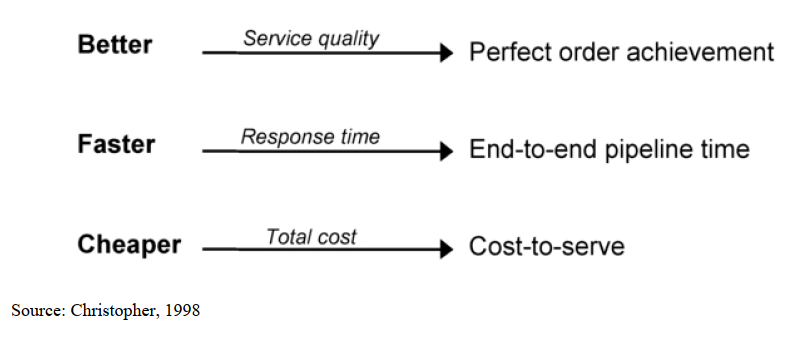 Better Service quality Perfect order achievement
Faster Response time End-to-end pipeline time
Cheaper Total cost Cost-to-serve
Source: Christopher, 1998